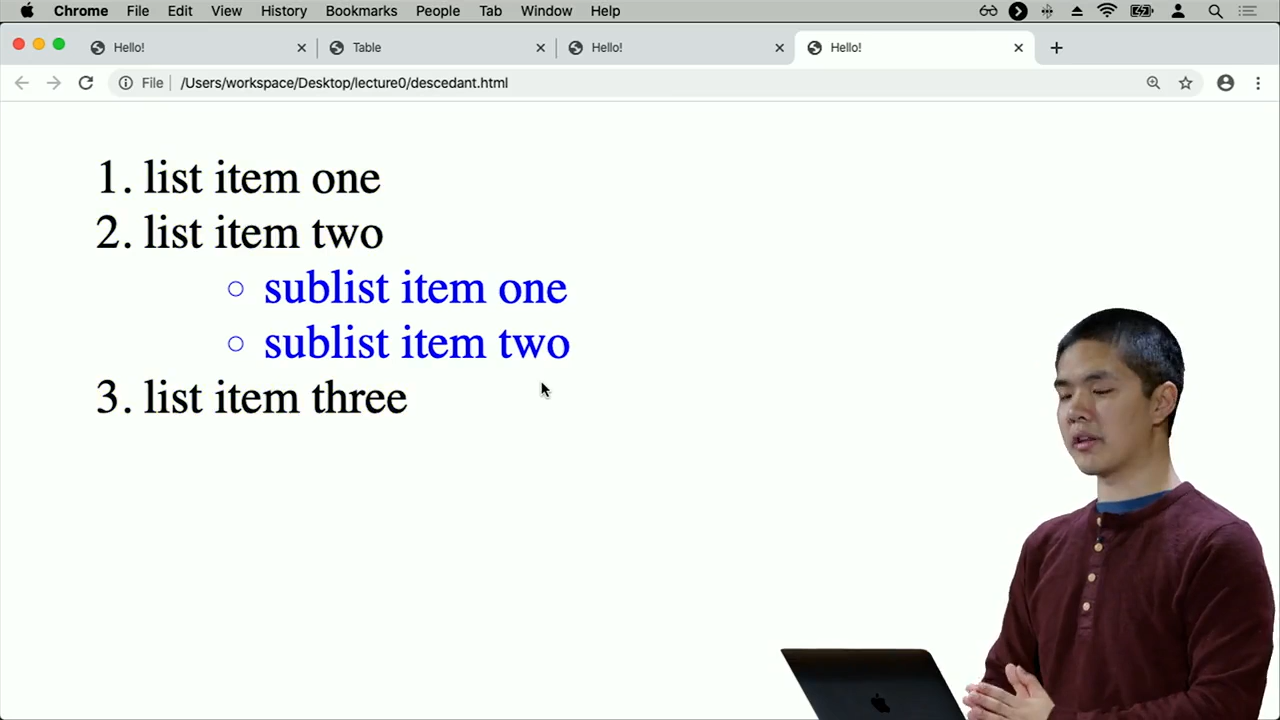 Chrome File Edit View History Bookmarks People Tab Window Help
Hello! Table Hello! Hello!
File /Users/workspace/Desktop/lecture0/descedant.html
1. list item one
2. list item two
sublist item one
sublist item two
3. list item three